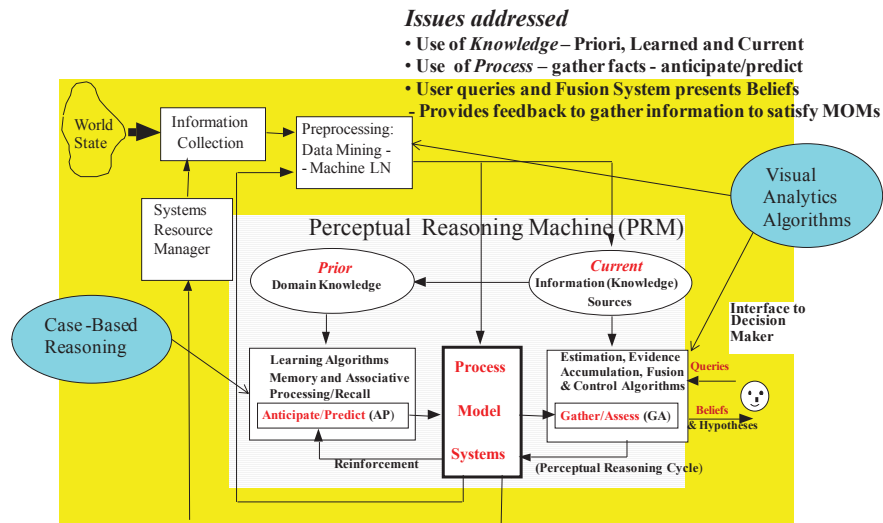 Issues addressed
• Use of Knowledge – Priori, Learned and Current
• Use of Process – gather facts - anticipate/predict
• User queries and Fusion System presents Beliefs
- Provides feedback to gather information to satisfy MOMs
World
State
Information
Collection
Preprocessing:
Data Mining -
- Machine LN
Visual
Analytics
Algorithms
Systems
Resource
Manager
Perceptual Reasoning Machine (PRM)
Prior
Domain Knowledge
Current
Information (Knowledge)
Sources
Interface to
Decision
Maker
Case-Based
Reasoning
Learning Algorithms
Memory and Associative
Processing/Recall
Anticipate/Predict (AP)
Process
Model
Systems
Estimation, Evidence
Accumulation, Fusion
& Control Algorithms
Gather/Assess (GA)
Queries
Beliefs
& Hypotheses
Reinforcement
(Perceptual Reasoning Cycle)